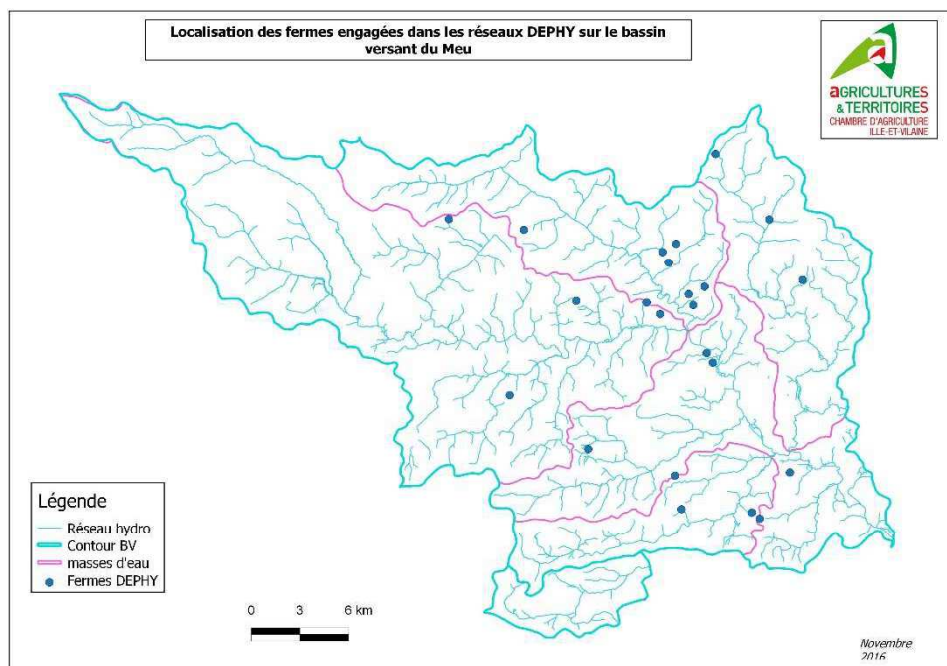 Localisation des fermes engagées dans les réseaux DEPHY sur le bassin
versant du Meu
aGRICULTURES
& TERRITOIRES
CHAMBRE D'AGRICULTURE
ILLE-ET-VILAINE
Légende
Réseau hydro
Contour BV
masses d'eau
Fermes DEPHY
0 3 6 km
Novembre
2016